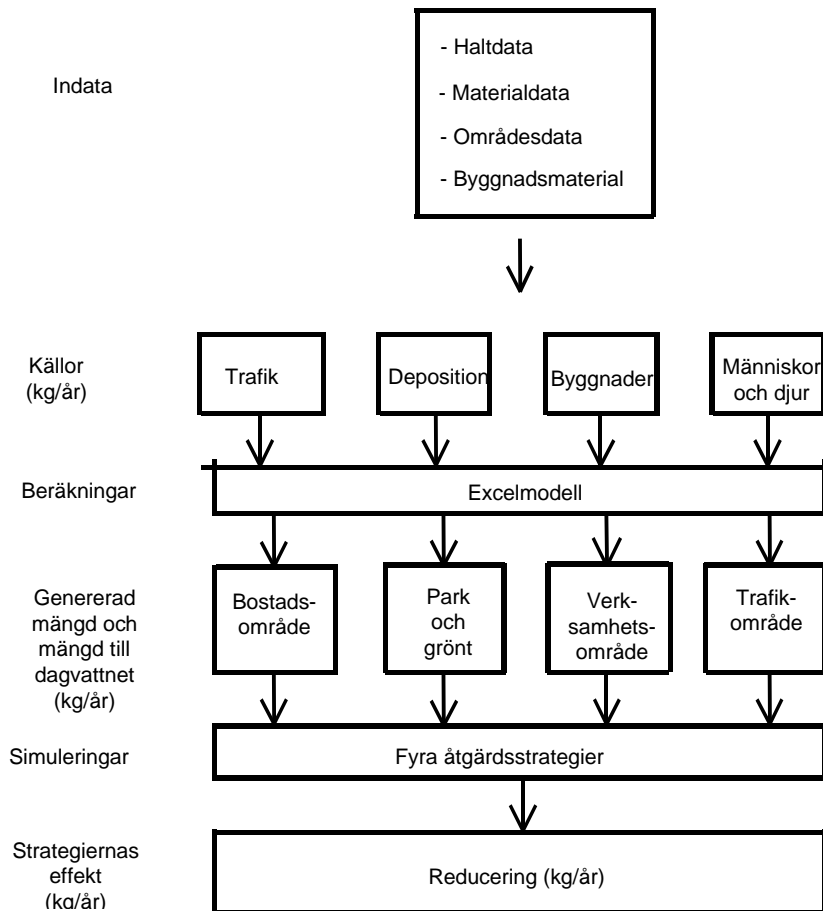 Indata
- Haltdata
- Materialdata
- Områdesdata
- Byggnadsmaterial
Källor
(kg/år)
Trafik
Deposition
Byggnader
Människor
och djur
Beräkningar
Excelmodell
Genererad
mängd och
mängd till
dagvattnet
(kg/år)
Bostads-
område
Park
och
grönt
Verk-
samhets-
område
Trafik-
område
Simuleringar
Fyra åtgärdsstrategier
Strategiernas
effekt
(kg/år)
Reducering (kg/år)